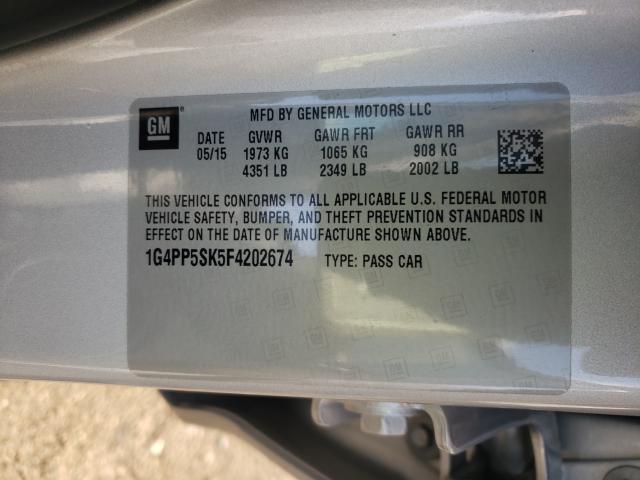 GM
MFD BY GENERAL MOTORS LLC
DATE GVWR GAWR FRT GAWR RR
05/15 1973 KG 1065 KG 908 KG
4351 LB 2349 LB 2002 LB
THIS VEHICLE CONFORMS TO ALL APPLICABLE U.S. FEDERAL MOTOR
VEHICLE SAFETY, BUMPER, AND THEFT PREVENTION STANDARDS IN
EFFECT ON THE DATE OF MANUFACTURE SHOWN ABOVE.
1G4PP5SK5F4202674 TYPE: PASS CAR